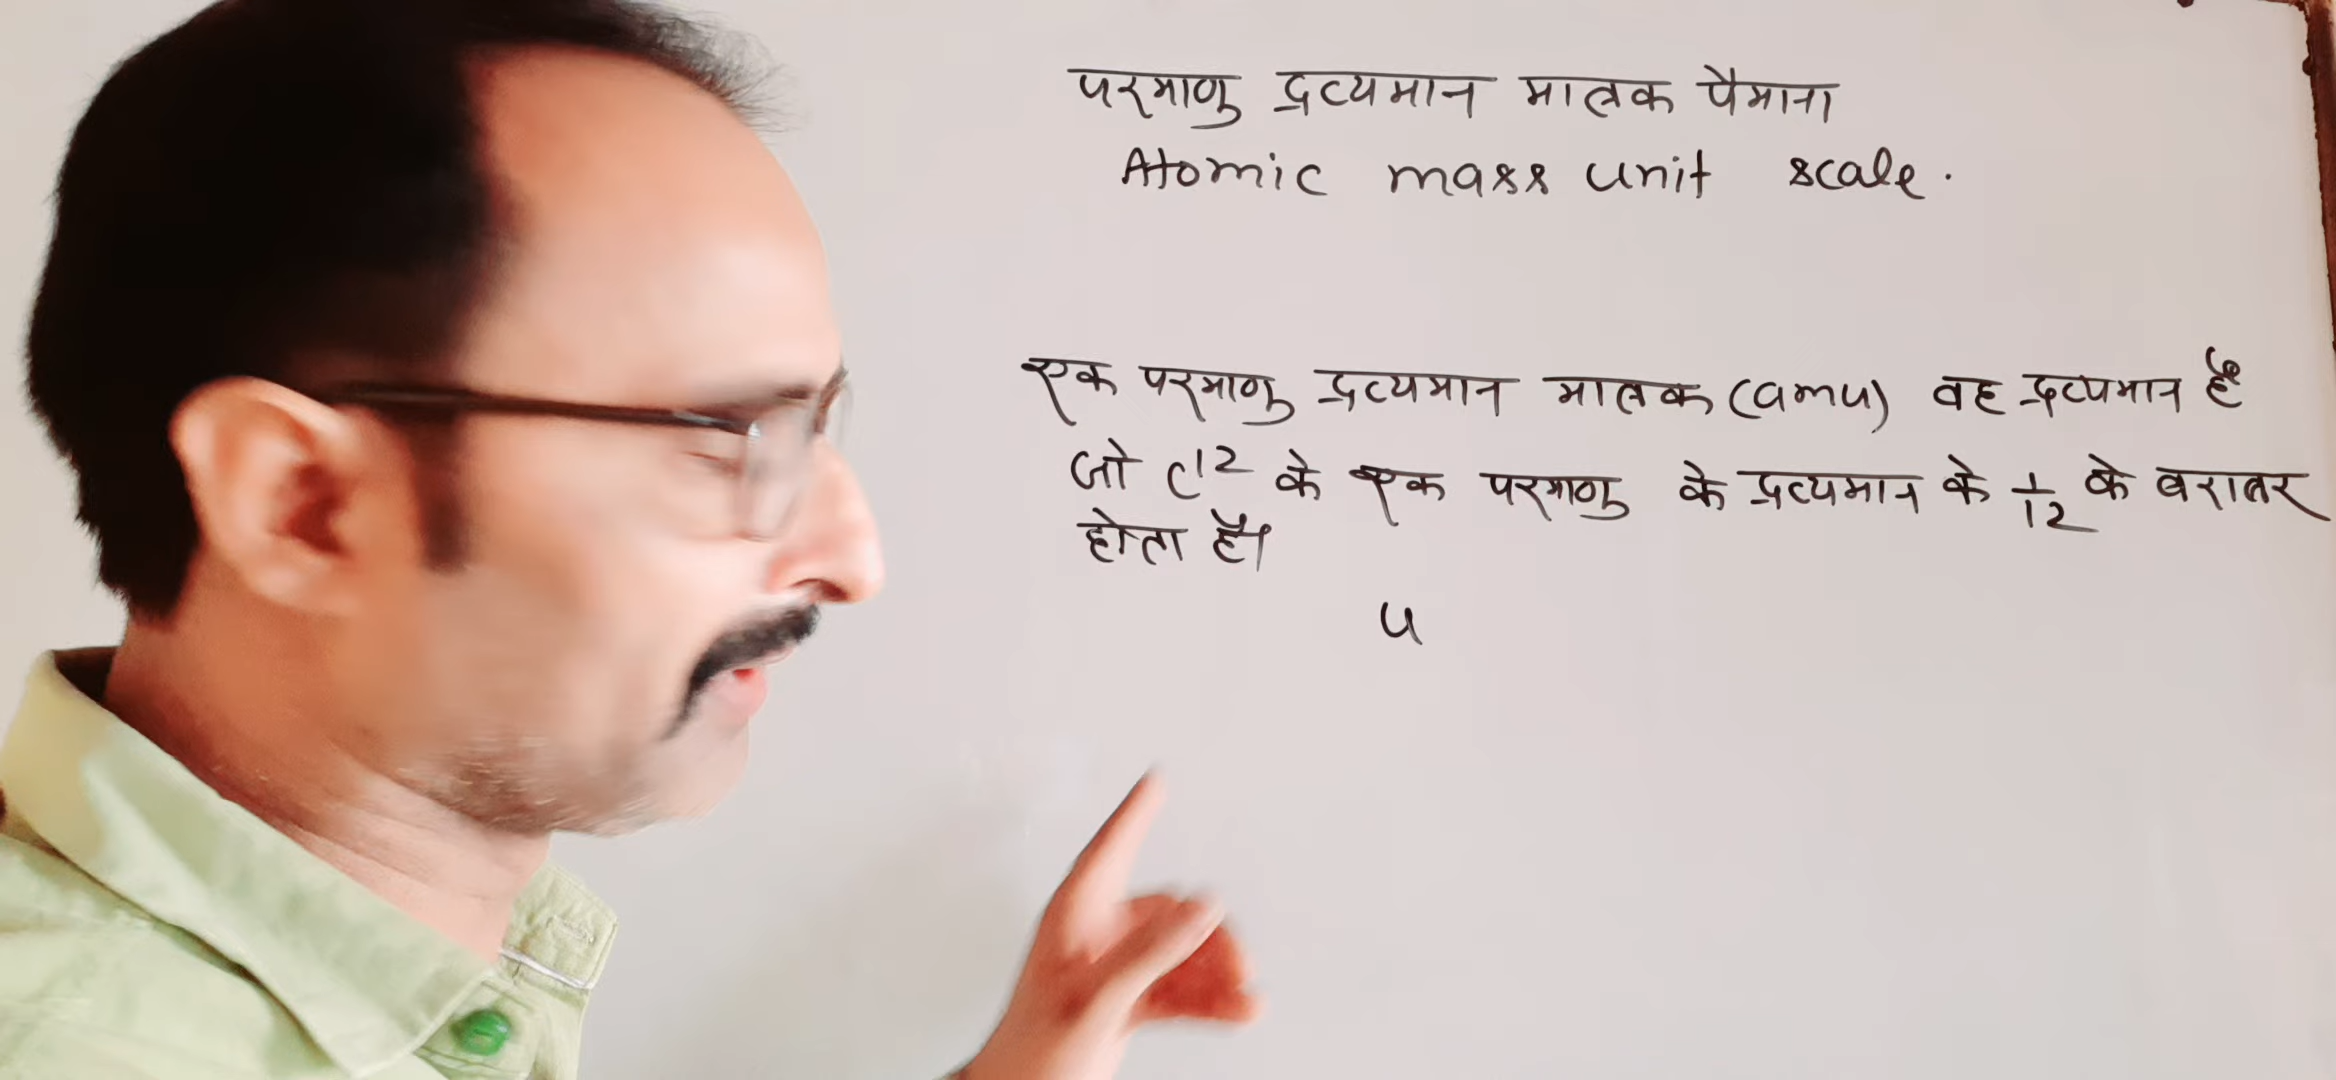 परमाणु द्रव्यमान मात्रक पैमाना
Atomic mass unit scale.
एक परमाणु द्रव्यमान मात्रक (amu) वह द्रव्यमान है
जो C¹² के एक परमाणु के द्रव्यमान के 1/12 के बराबर
होता है।
u